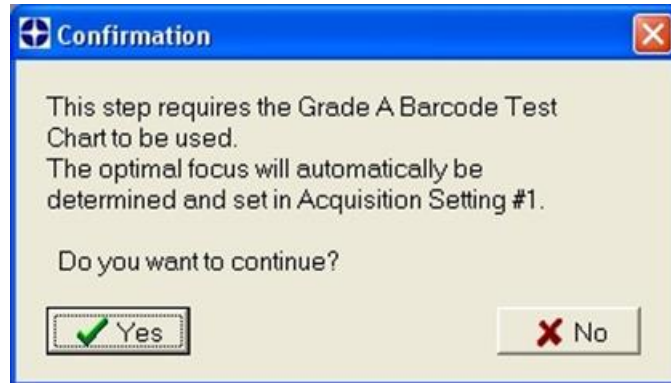 Confirmation
This step requires the Grade A Barcode Test
Chart to be used.
The optimal focus will automatically be
determined and set in Acquisition Setting #1.
Do you want to continue?
Yes
No